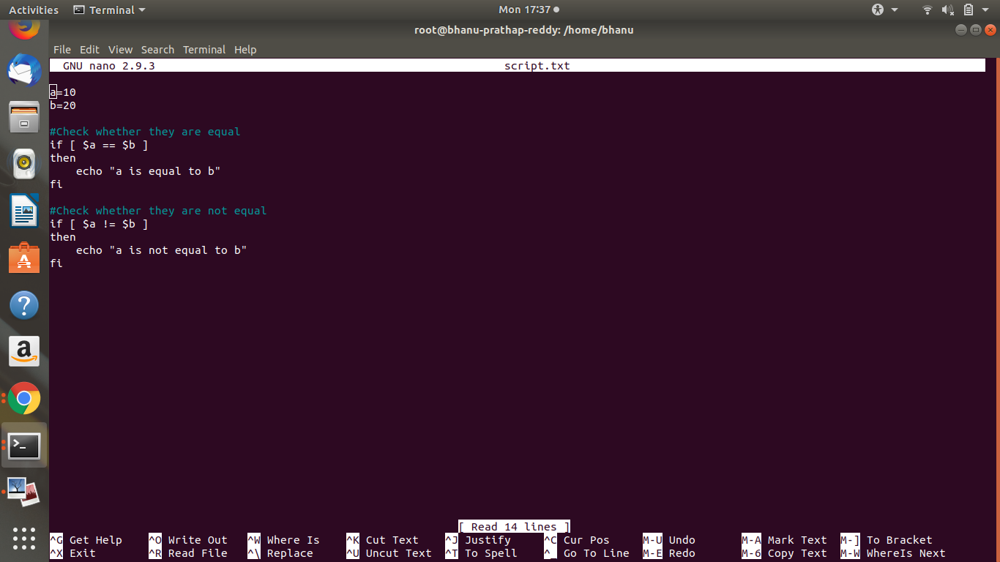 Activities Terminal Mon 17:37
root@bhanu-prathap-reddy: /home/bhanu
File Edit View Search Terminal Help
GNU nano 2.9.3 script.txt
a=10
b=20
#Check whether they are equal
if [ $a == $b ]
then
echo "a is equal to b"
fi
#Check whether they are not equal
if [ $a != $b ]
then
echo "a is not equal to b"
fi
[ Read 14 lines ]
^G Get Help ^O Write Out ^W Where Is ^K Cut Text ^J Justify ^C Cur Pos M-U Undo M-A Mark Text M-] To Bracket
^X Exit ^R Read File ^\ Replace ^U Uncut Text ^T To Spell ^_ Go To Line M-E Redo M-6 Copy Text M-W WhereIs Next